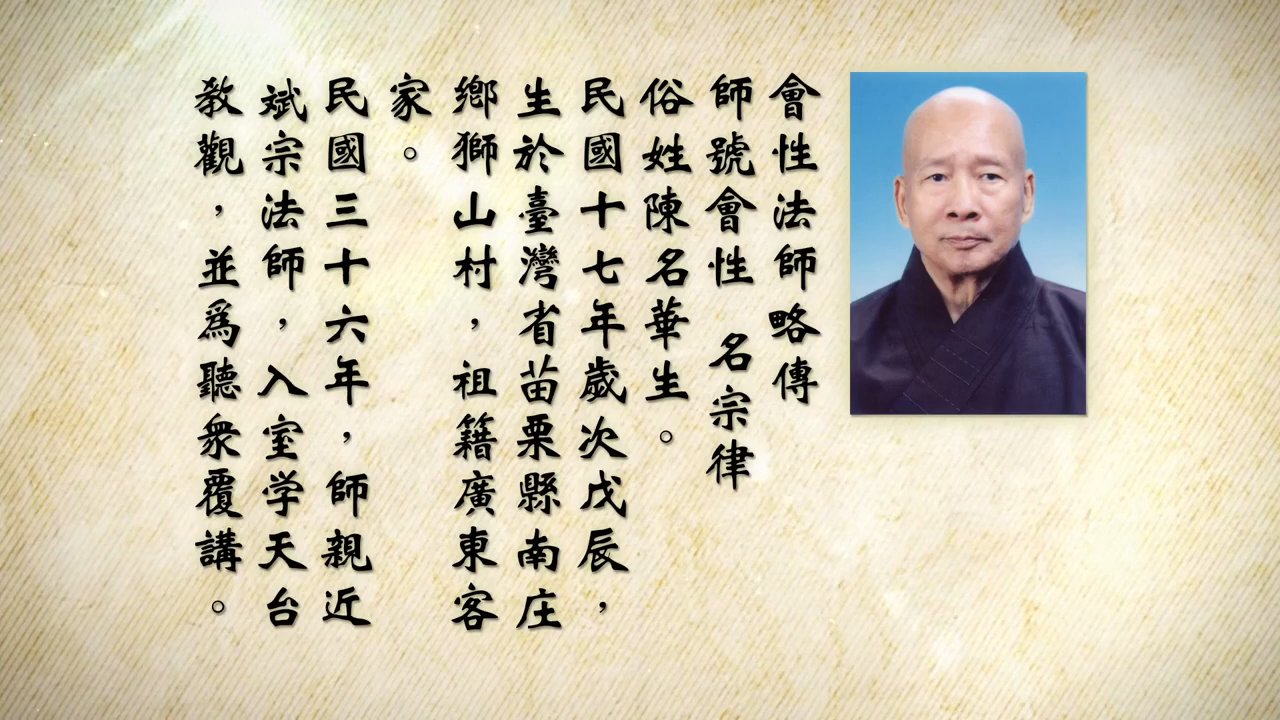 會性法師略傳
師號會性 名宗律
俗姓陳名華生。
民國十七年歲次戊辰，
生於臺灣省苗栗縣南庄
鄉獅山村，祖籍廣東客
家。
民國三十六年，師親近
斌宗法師，入室学天台
教觀，並為聽衆覆講。